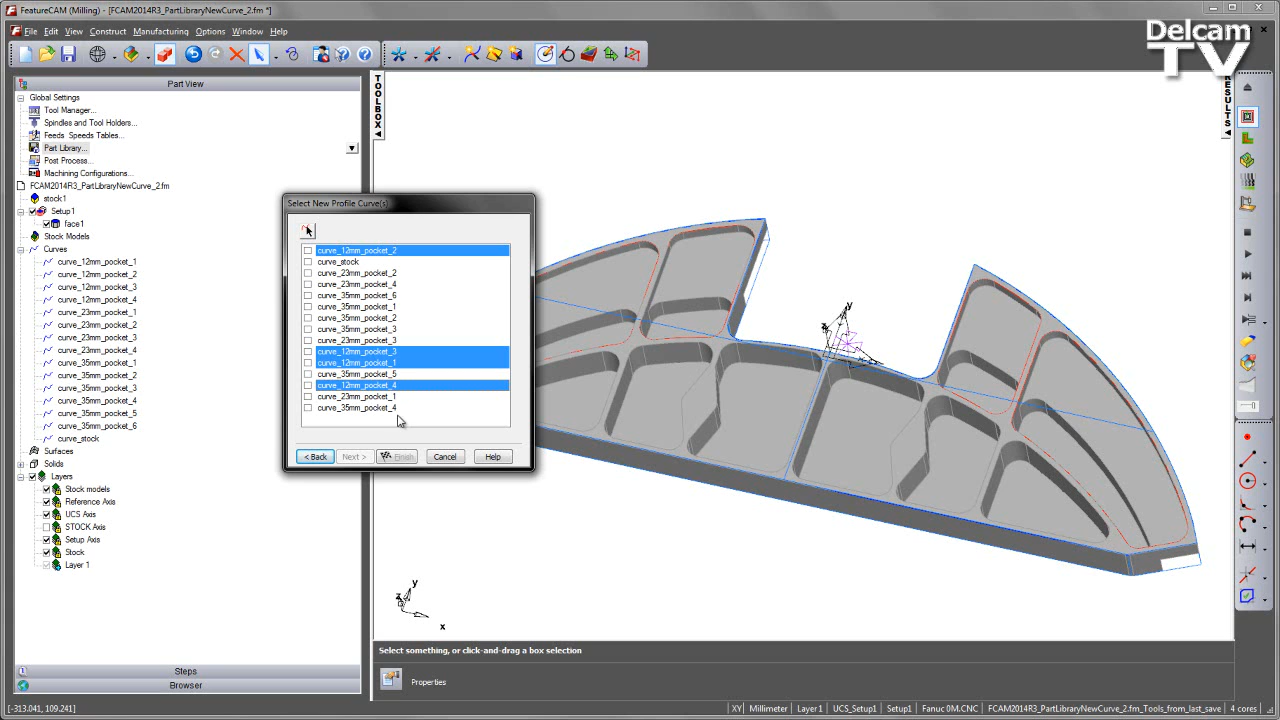 FeatureCAM (Milling) - [FCAM2014R3_PartLibraryNewCurve_2.fm *]
File Edit View Construct Manufacturing Options Window Help
Delcam
TV
Part View
TOOLBOX
RESULTS
Global Settings
Tool Manager...
Spindles and Tool Holders...
Feeds Speeds Tables...
Part Library...
Post Process...
Machining Configurations...
FCAM2014R3_PartLibraryNewCurve_2.fm
stock1
Setup1
face1
Stock Models
Curves
curve_12mm_pocket_1
curve_12mm_pocket_2
curve_12mm_pocket_3
curve_12mm_pocket_4
curve_23mm_pocket_1
curve_23mm_pocket_2
curve_23mm_pocket_3
curve_23mm_pocket_4
curve_35mm_pocket_1
curve_35mm_pocket_2
curve_35mm_pocket_3
curve_35mm_pocket_4
curve_35mm_pocket_5
curve_35mm_pocket_6
curve_stock
Surfaces
Solids
Layers
Stock models
Reference Axis
UCS Axis
STOCK Axis
Setup Axis
Stock
Layer 1
Steps
Browser
Select New Profile Curve(s)
curve_12mm_pocket_2
curve_stock
curve_23mm_pocket_2
curve_23mm_pocket_4
curve_35mm_pocket_6
curve_35mm_pocket_1
curve_35mm_pocket_2
curve_35mm_pocket_3
curve_23mm_pocket_3
curve_12mm_pocket_3
curve_12mm_pocket_1
curve_35mm_pocket_5
curve_12mm_pocket_4
curve_23mm_pocket_1
curve_35mm_pocket_4
< Back Next > Finish Cancel Help
y
z
y
z
x
Select something, or click-and-drag a box selection
Properties
[-313.041, 109.241]
XY Millimeter Layer 1 UCS_Setup1 Setup1 Fanuc 0M.CNC FCAM2014R3_PartLibraryNewCurve_2.fm_Tools_from_last_save 4 cores